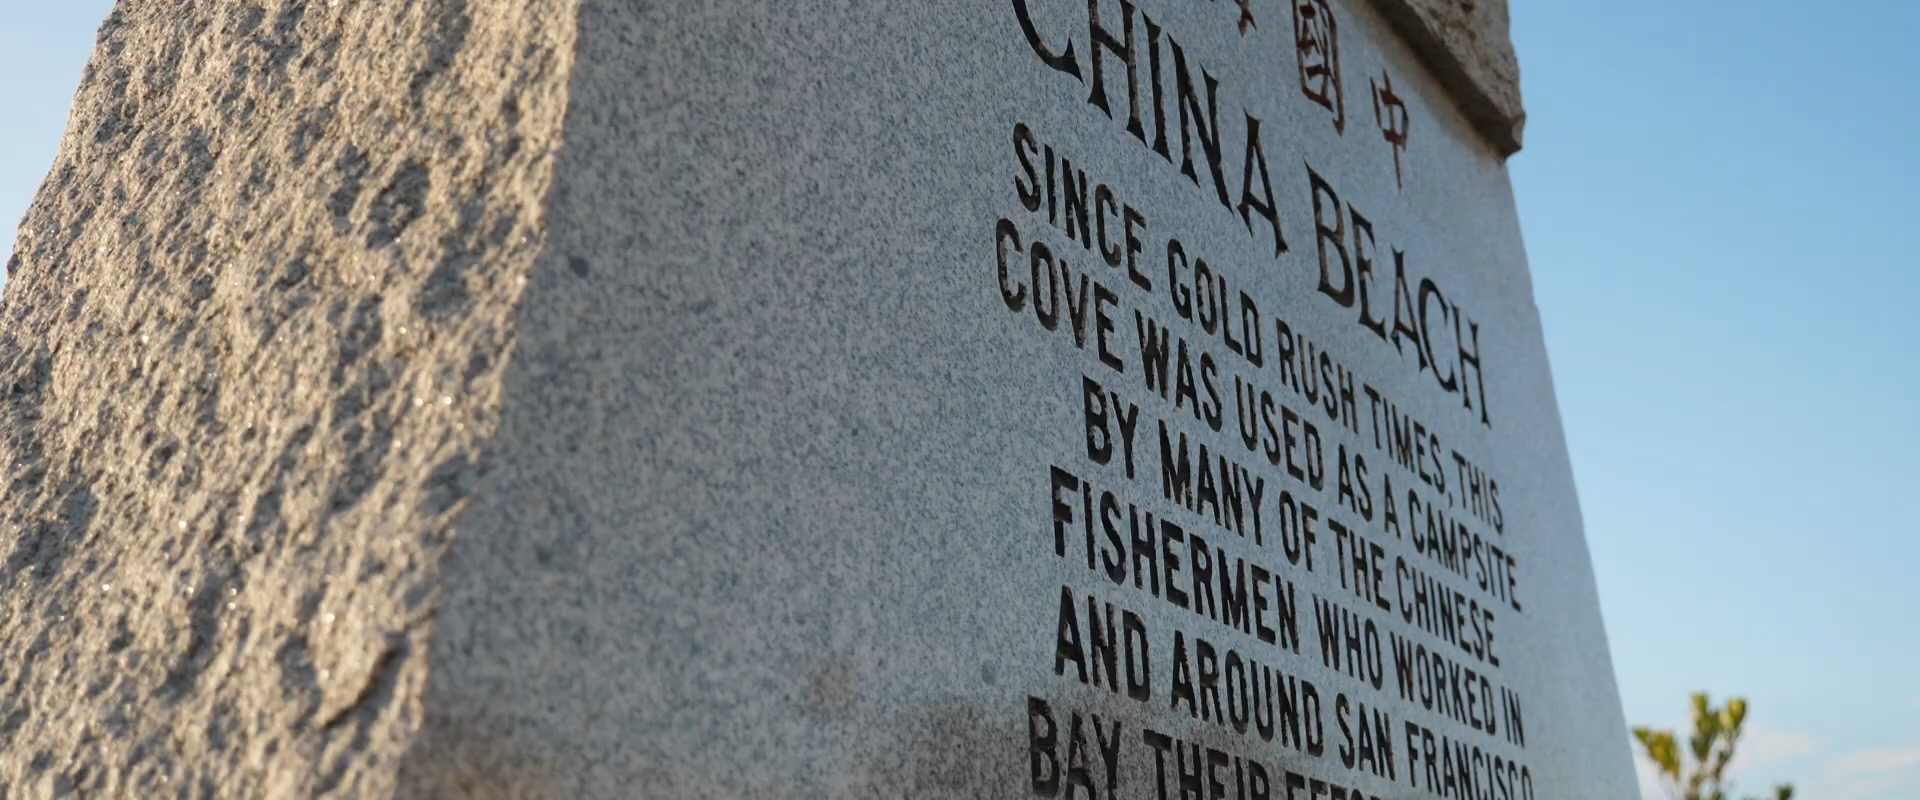 中國
CHINA BEACH
SINCE GOLD RUSH TIMES, THIS
COVE WAS USED AS A CAMPSITE
BY MANY OF THE CHINESE
FISHERMEN WHO WORKED IN
AND AROUND SAN FRANCISCO
BAY THEIR